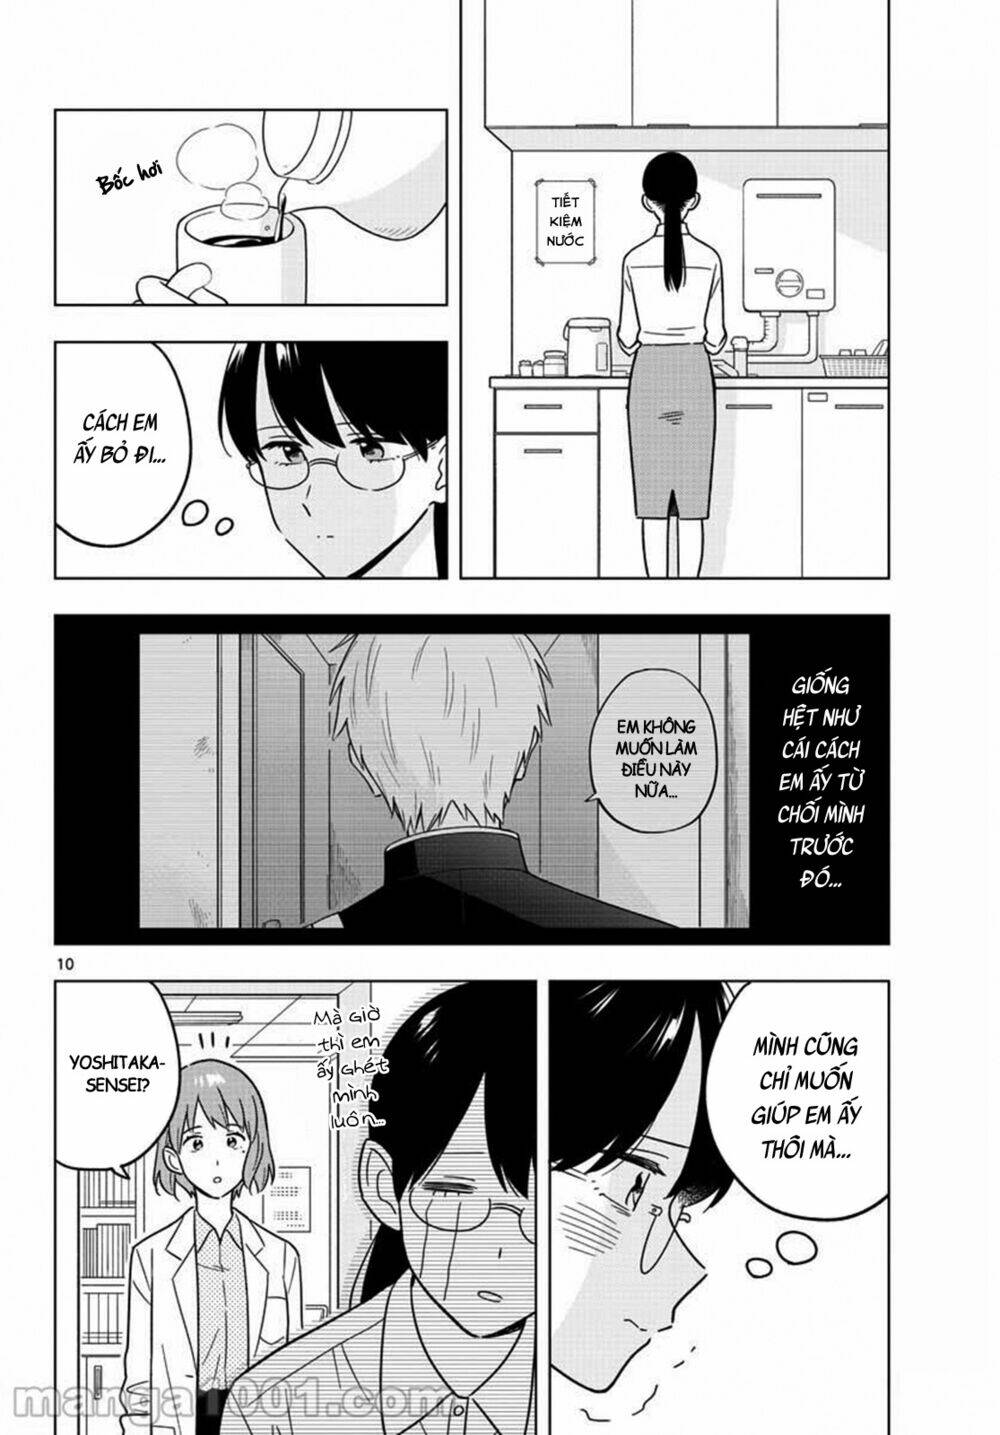 TIẾT
KIỆM
NƯỚC
Bốc hơi
CÁCH EM
ẤY BỎ ĐI...
GIỐNG
HỆT NHƯ
CÁI CÁCH
EM ẤY TỪ
CHỐI MÌNH
TRƯỚC
ĐÓ...
EM KHÔNG
MUỐN LÀM
ĐIỀU NÀY
NỮA...
10
MÌNH CŨNG
CHỈ MUỐN
GIÚP EM ẤY
THÔI MÀ...
Mà Giờ
thì em
ấy Ghét
mình
luôn...
YOSHITAKA-
SENSEI?
manga1001.com